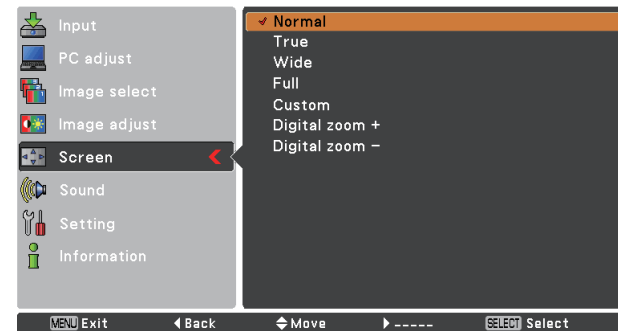 Input
PC adjust
Image select
Image adjust
Screen
Sound
Setting
Information
✔ Normal
True
Wide
Full
Custom
Digital zoom +
Digital zoom –
MENU Exit ◀ Back ◆ Move ▶ ----- SELECT Select